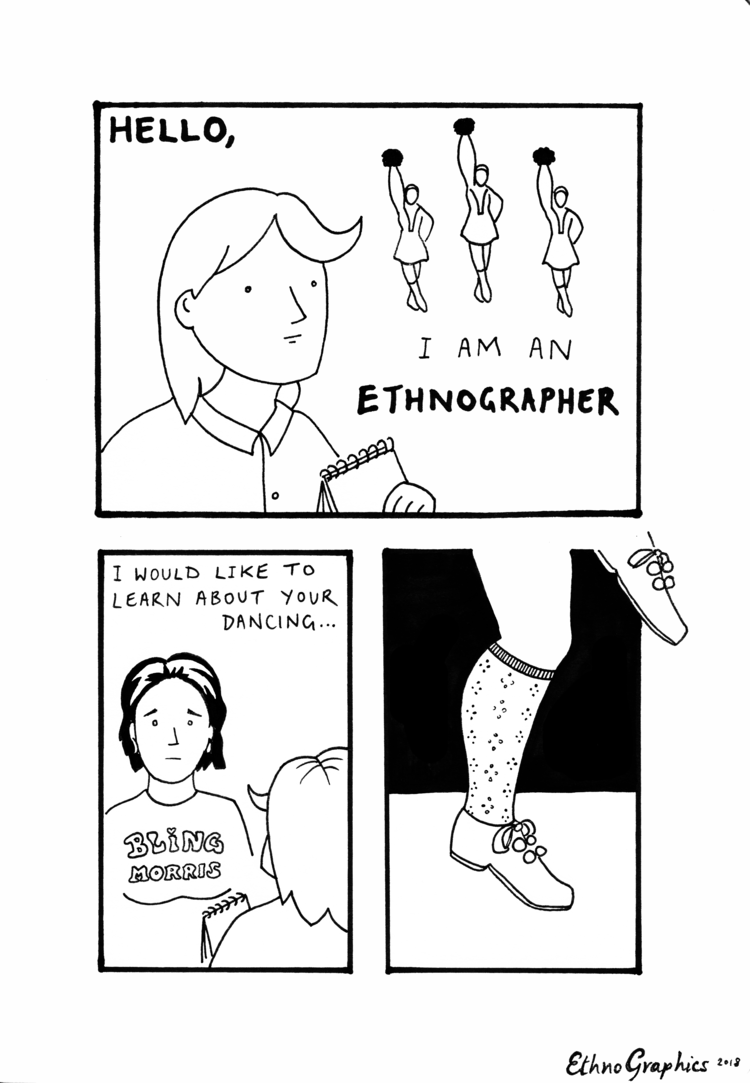 HELLO,
I AM AN
ETHNOGRAPHER
I WOULD LIKE TO
LEARN ABOUT YOUR
DANCING...
BLiNG
MORRIS
EthnoGraphics 2018